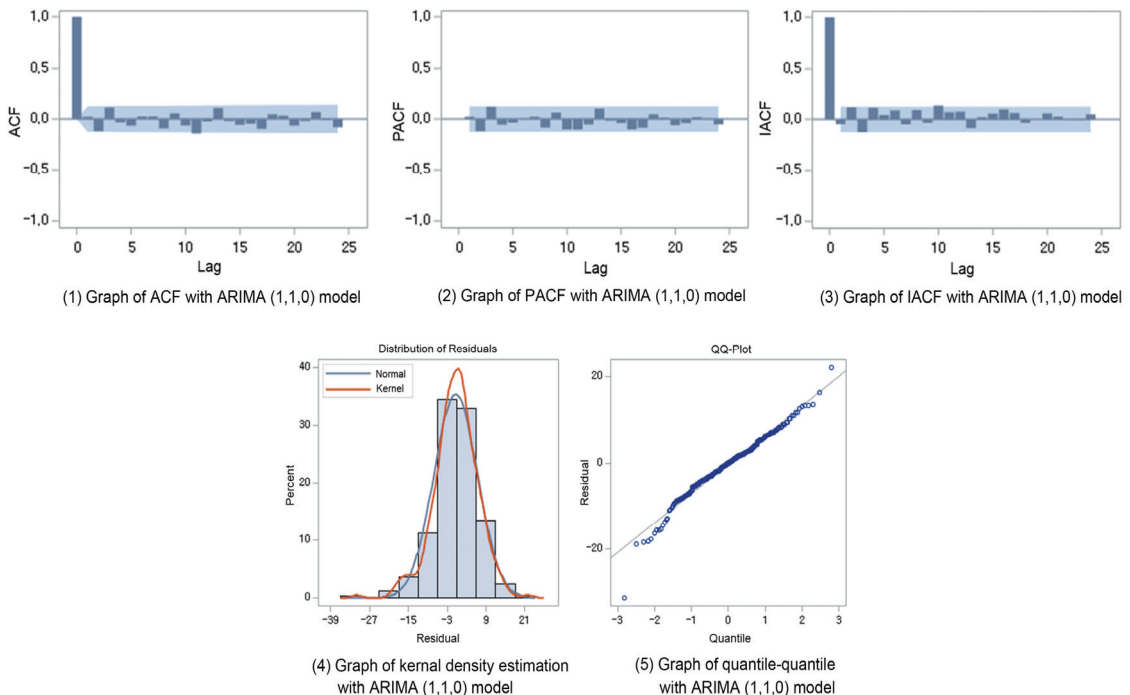 1,0
0,5
0,0
-0,5
-1,0
ACF
0 5 10 15 20 25
Lag
(1) Graph of ACF with ARIMA (1,1,0) model
1,0
0,5
0,0
-0,5
-1,0
PACF
0 5 10 15 20 25
Lag
(2) Graph of PACF with ARIMA (1,1,0) model
1,0
0,5
0,0
-0,5
-1,0
IACF
0 5 10 15 20 25
Lag
(3) Graph of IACF with ARIMA (1,1,0) model
Distribution of Residuals
Normal
Kernel
40
30
20
10
0
Percent
-39 -27 -15 -3 9 21
Residual
(4) Graph of kernal density estimation
with ARIMA (1,1,0) model
QQ-Plot
20
0
-20
Residual
-3 -2 -1 0 1 2 3
Quantile
(5) Graph of quantile-quantile
with ARIMA (1,1,0) model